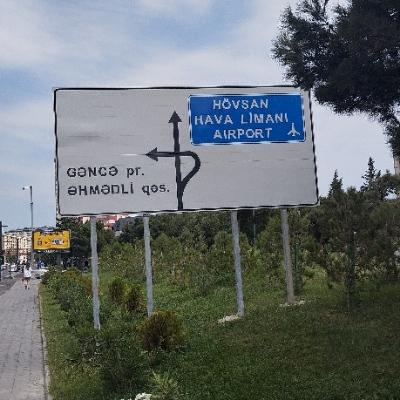 HÖVSAN
HAVA LİMANI
AIRPORT
GƏNCƏ pr.
ƏHMƏDLİ qəs.